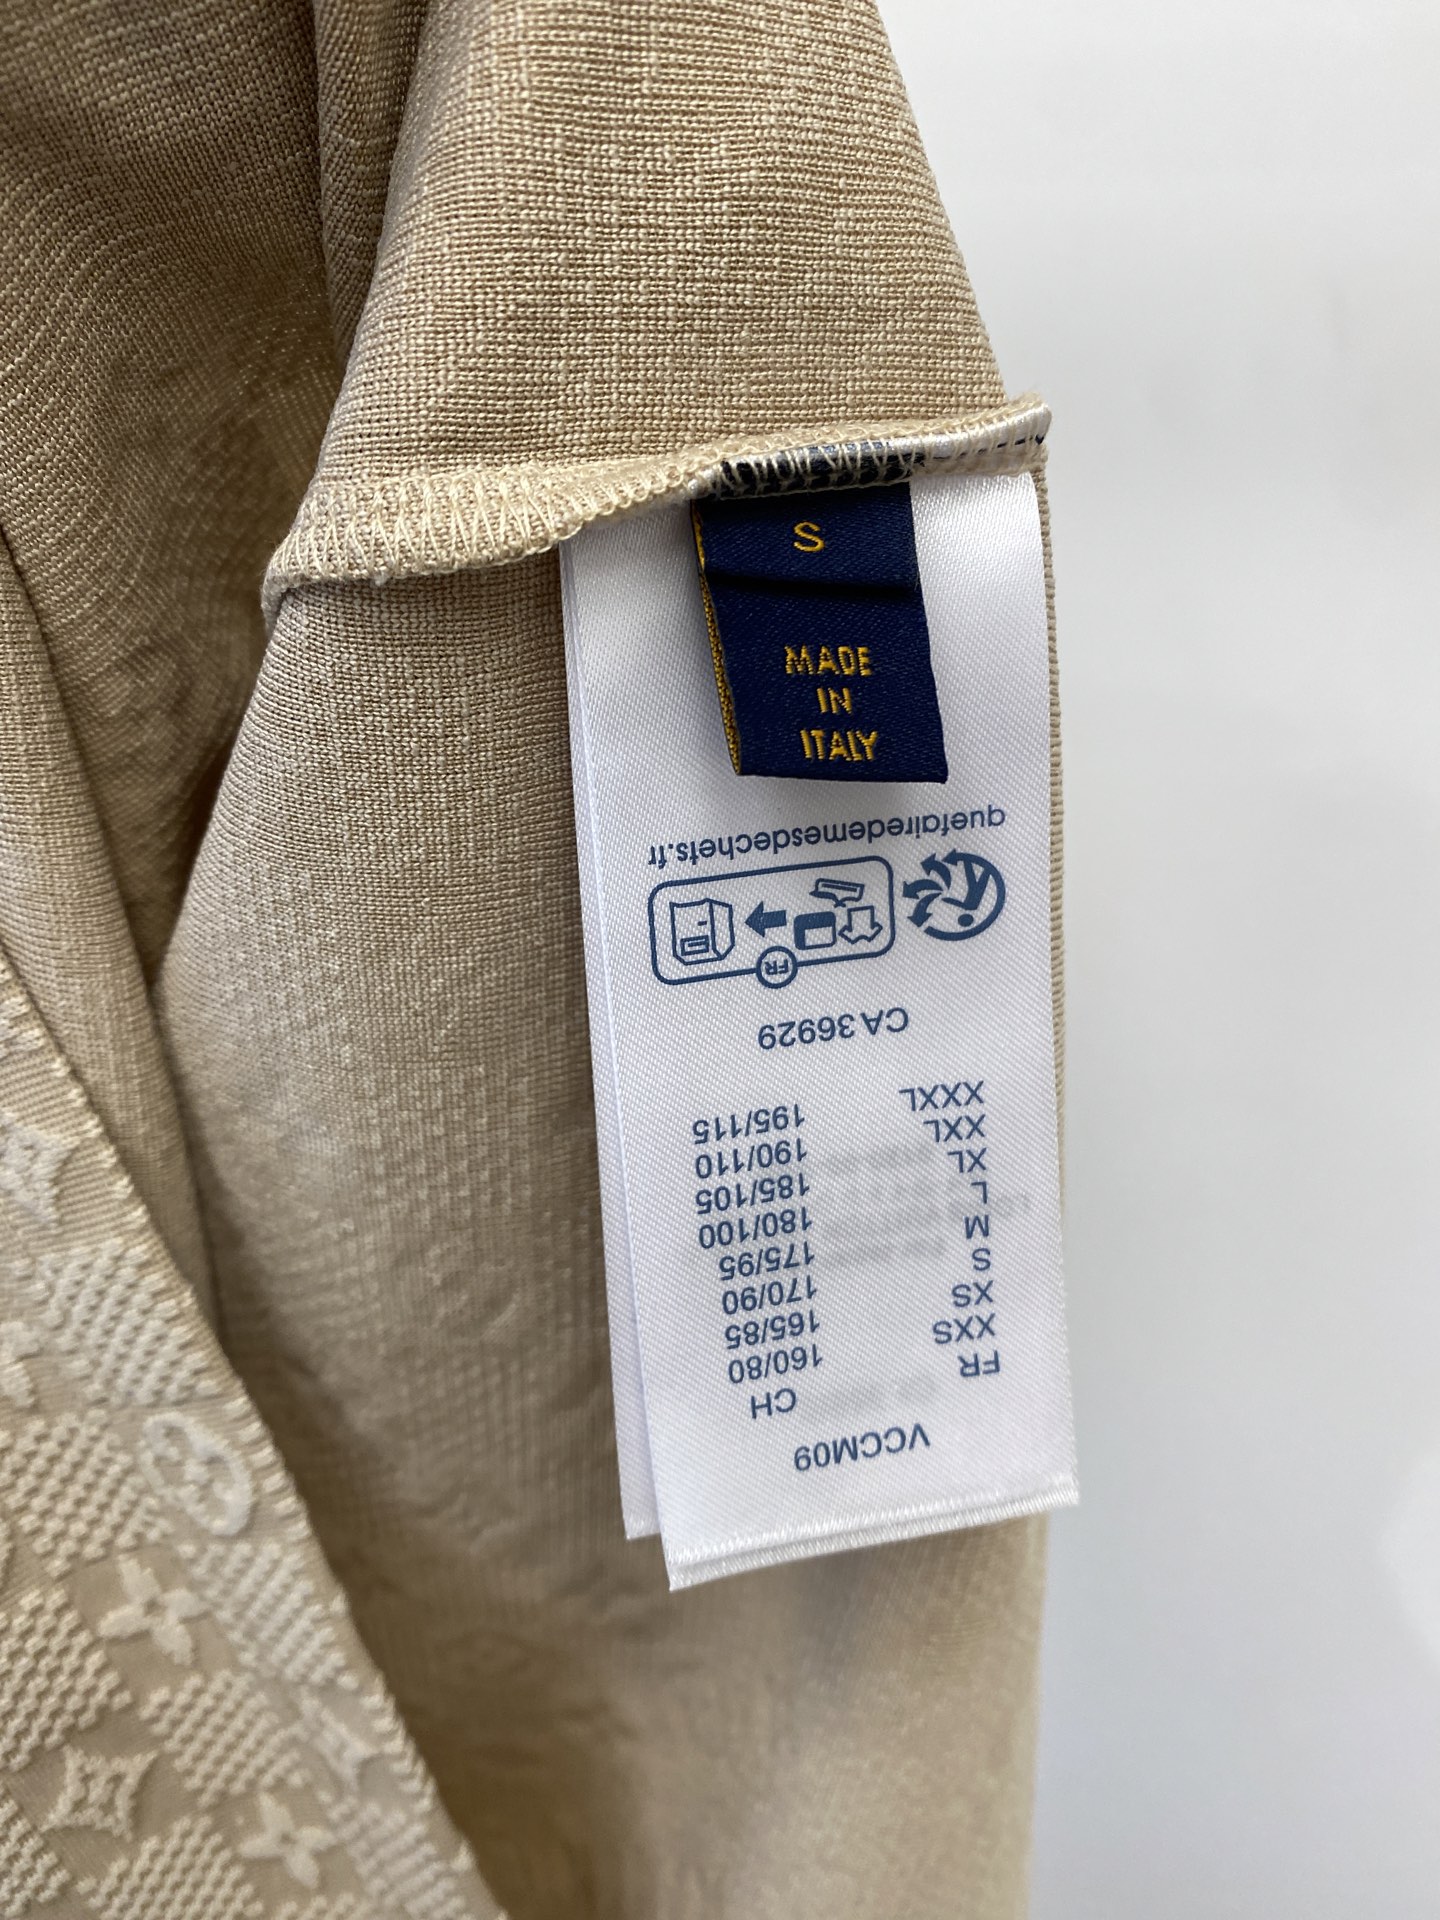 S
MADE
IN
ITALY
VCCM09
FR CH
XXS 160/80
XS 165/85
S 170/90
M 175/95
L 180/100
XL 185/105
XXL 190/110
XXXL 195/115
CA 36929
FR
quefairedemesdechets.fr